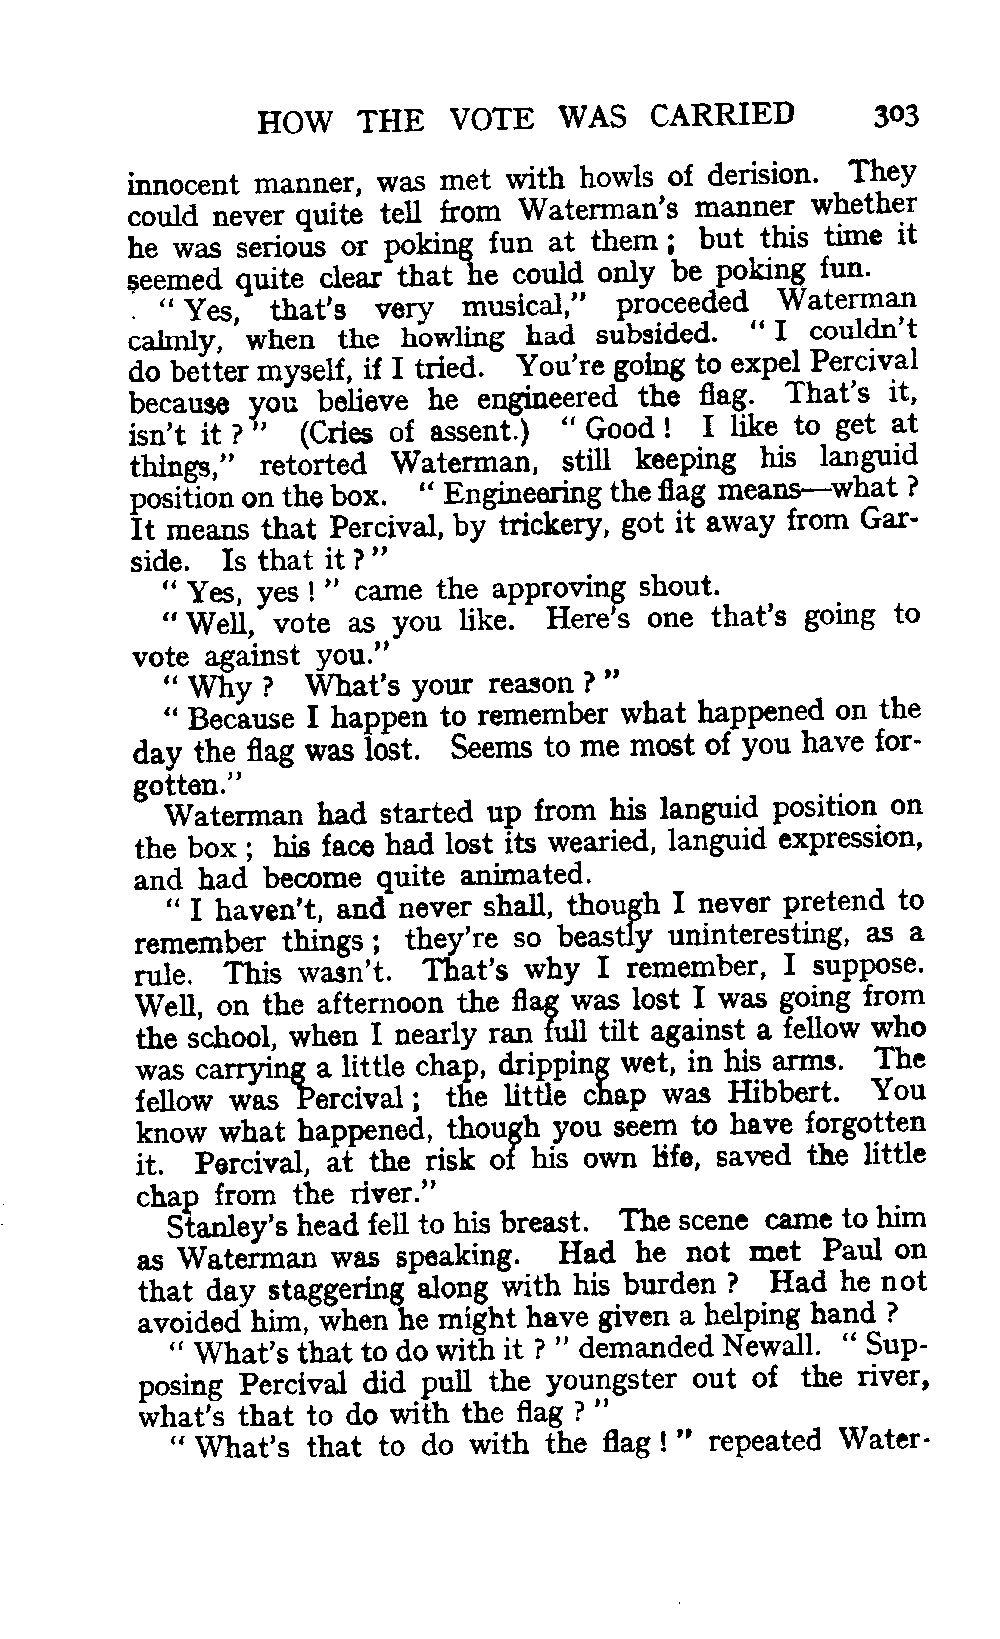 HOW THE VOTE WAS CARRIED 303
innocent manner, was met with howls of derision. They
could never quite tell from Waterman's manner whether
he was serious or poking fun at them ; but this time it
seemed quite clear that he could only be poking fun.
" Yes, that's very musical," proceeded Waterman
calmly, when the howling had subsided. " I couldn't
do better myself, if I tried. You're going to expel Percival
because you believe he engineered the flag. That's it,
isn't it ? " (Cries of assent.) " Good ! I like to get at
things," retorted Waterman, still keeping his languid
position on the box. " Engineering the flag means—what ?
It means that Percival, by trickery, got it away from Gar-
side. Is that it ? "
" Yes, yes ! " came the approving shout.
" Well, vote as you like. Here's one that's going to
vote against you."
" Why ? What's your reason ? "
" Because I happen to remember what happened on the
day the flag was lost. Seems to me most of you have for-
gotten."
Waterman had started up from his languid position on
the box ; his face had lost its wearied, languid expression,
and had become quite animated.
" I haven't, and never shall, though I never pretend to
remember things ; they're so beastly uninteresting, as a
rule. This wasn't. That's why I remember, I suppose.
Well, on the afternoon the flag was lost I was going from
the school, when I nearly ran full tilt against a fellow who
was carrying a little chap, dripping wet, in his arms. The
fellow was Percival ; the little chap was Hibbert. You
know what happened, though you seem to have forgotten
it. Percival, at the risk of his own life, saved the little
chap from the river."
Stanley's head fell to his breast. The scene came to him
as Waterman was speaking. Had he not met Paul on
that day staggering along with his burden ? Had he not
avoided him, when he might have given a helping hand ?
" What's that to do with it ? " demanded Newall. " Sup-
posing Percival did pull the youngster out of the river,
what's that to do with the flag ? "
" What's that to do with the flag ! " repeated Water-